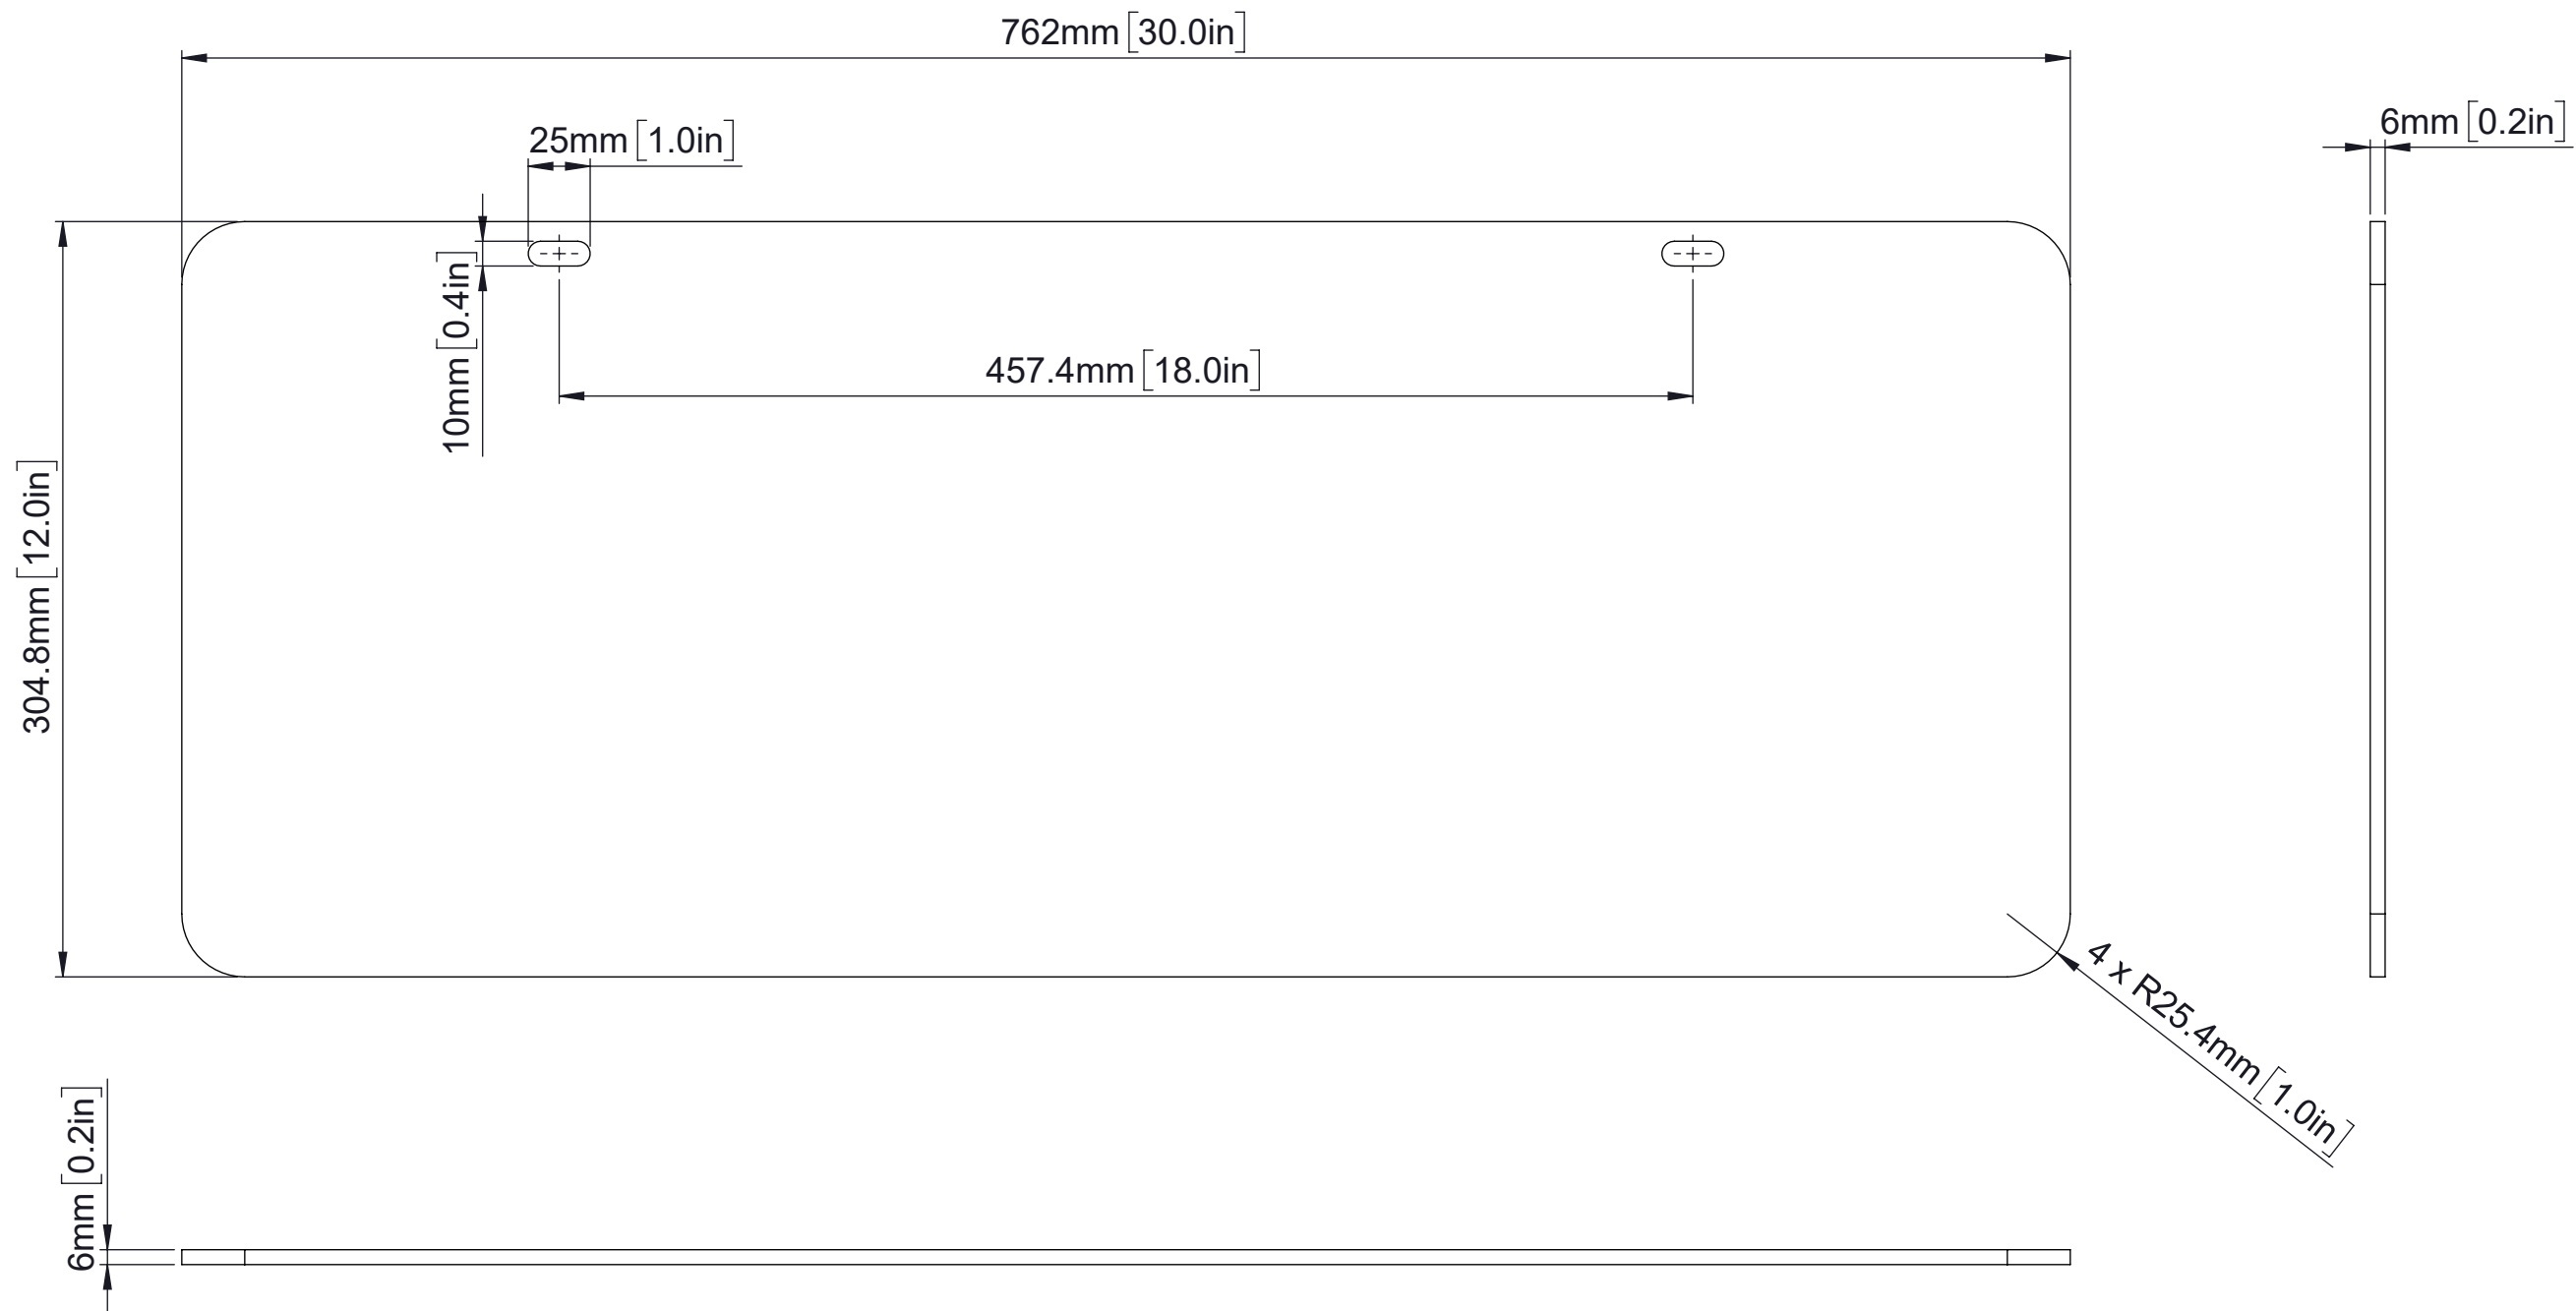 762mm[30.0in]
25mm[1.0in]
6mm[0.2in]
10mm[0.4in]
457.4mm[18.0in]
304.8mm[12.0in]
4 x R25.4mm[1.0in]
6mm[0.2in]